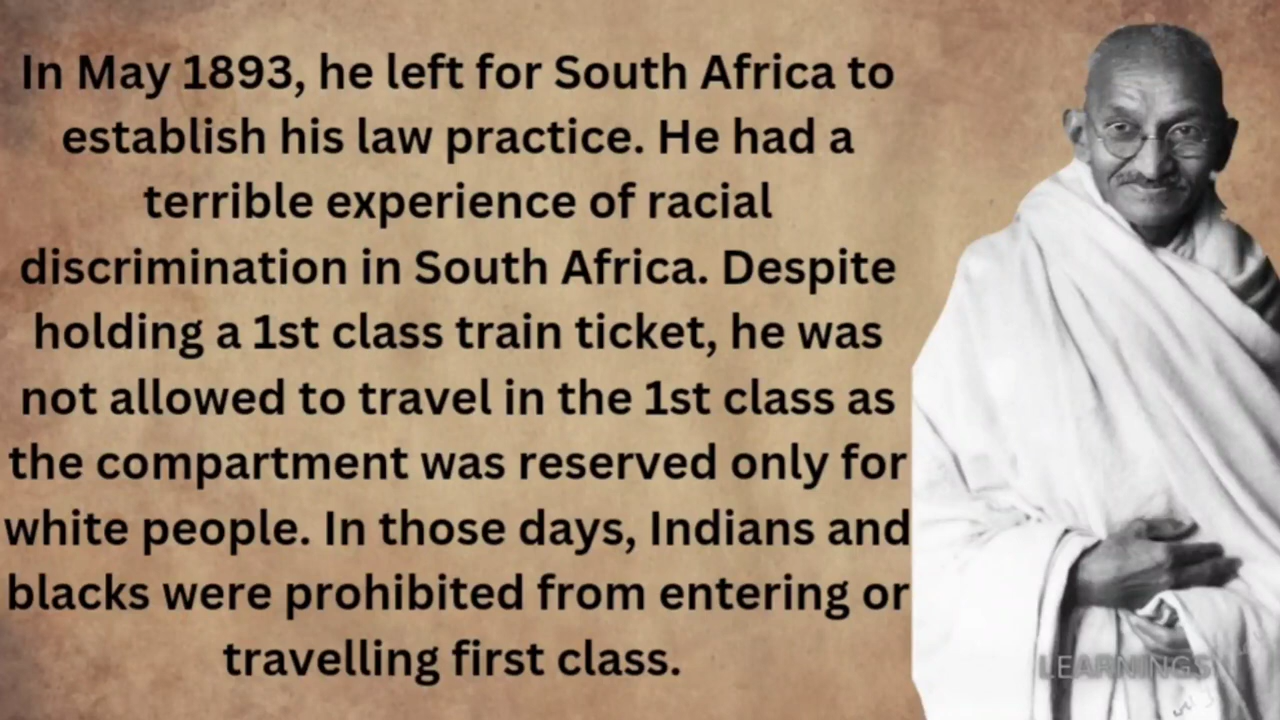 In May 1893, he left for South Africa to
establish his law practice. He had a
terrible experience of racial
discrimination in South Africa. Despite
holding a 1st class train ticket, he was
not allowed to travel in the 1st class as
the compartment was reserved only for
white people. In those days, Indians and
blacks were prohibited from entering or
travelling first class.
LEARNINGS